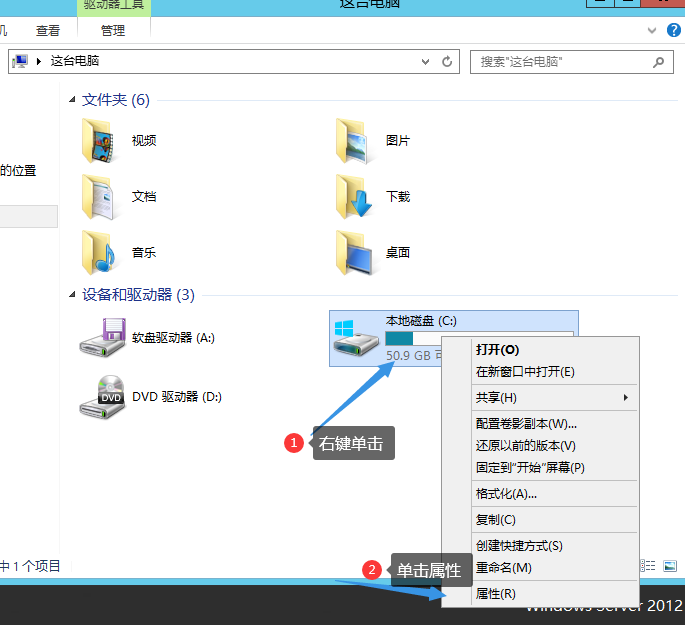 驱动器工具
这台电脑
查看
管理
这台电脑
搜索"这台电脑"
文件夹 (6)
的位置
视频
图片
文档
下载
音乐
桌面
设备和驱动器 (3)
软盘驱动器 (A:)
本地磁盘 (C:)
50.9 GB
DVD
DVD 驱动器 (D:)
1
右键单击
打开(O)
在新窗口中打开(E)
共享(H)
配置卷影副本(W)...
还原以前的版本(V)
固定到"开始"屏幕(P)
格式化(A)...
复制(C)
创建快捷方式(S)
重命名(M)
属性(R)
2
单击属性
中 1 个项目
Windows Server 2012